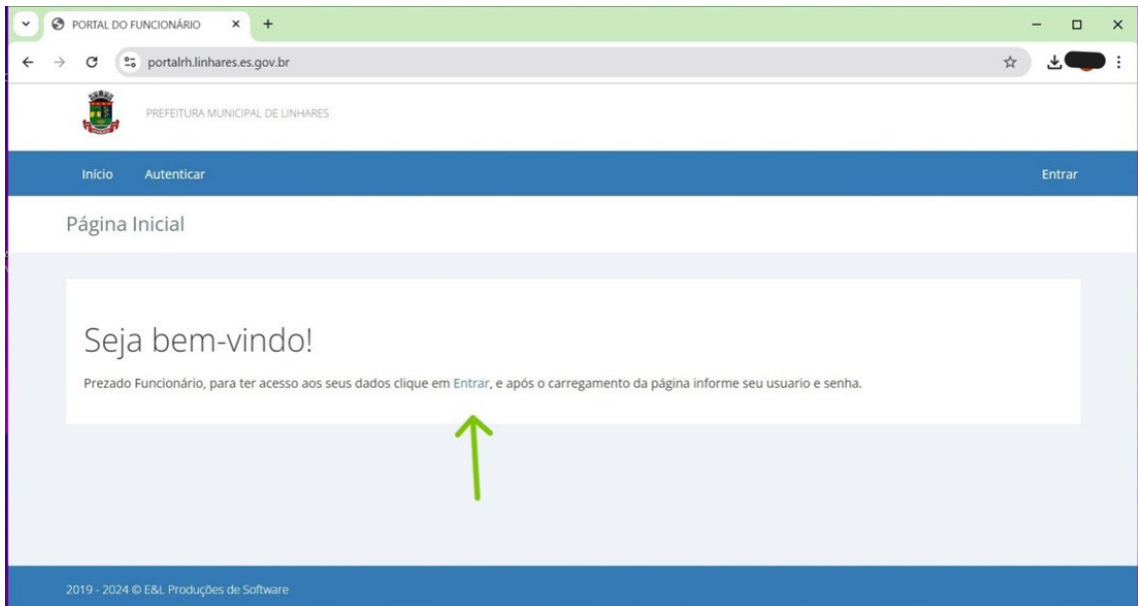 PORTAL DO FUNCIONÁRIO
portalrh.linhares.es.gov.br
PREFEITURA MUNICIPAL DE LINHARES
Início Autenticar Entrar
Página Inicial
Seja bem-vindo!
Prezado Funcionário, para ter acesso aos seus dados clique em Entrar, e após o carregamento da página informe seu usuario e senha.
2019 - 2024 © E&L Produções de Software